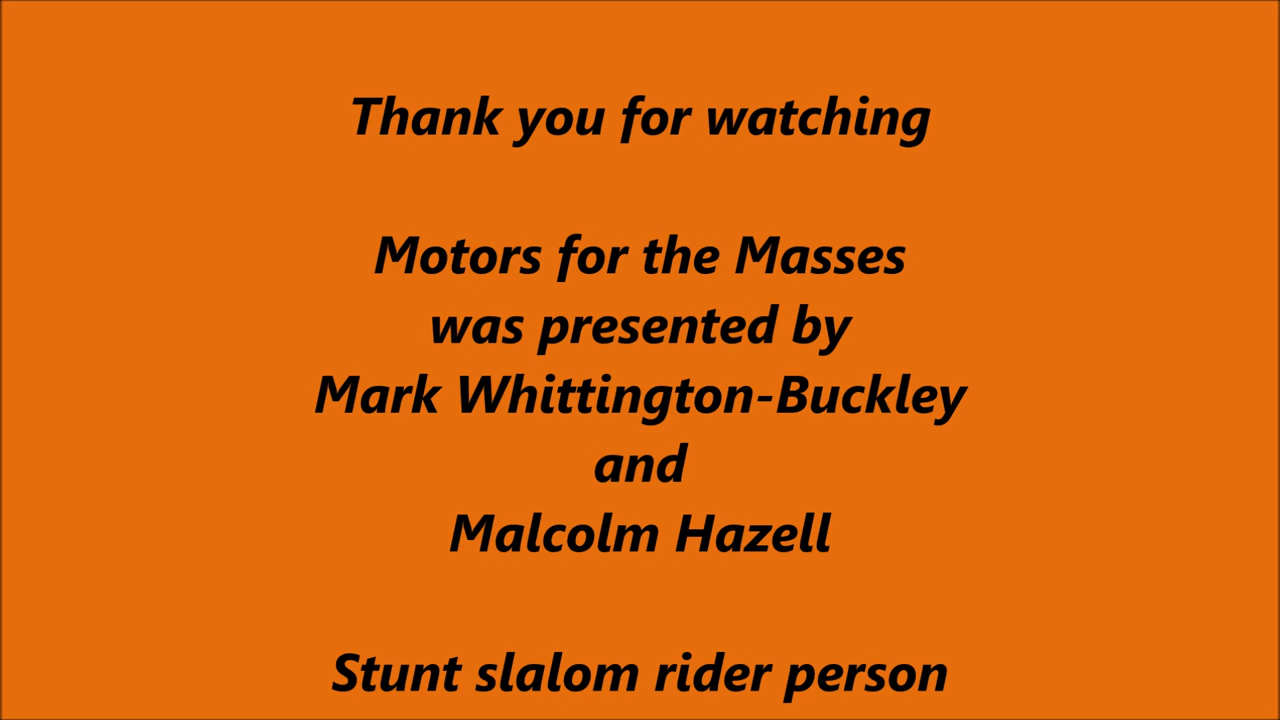 Thank you for watching
Motors for the Masses
was presented by
Mark Whittington-Buckley
and
Malcolm Hazell
Stunt slalom rider person